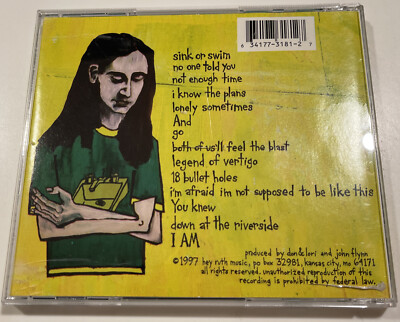 6 34177-3181-2 7
sink or swim
no one told you
not enough time
i know the plans
lonely sometimes
And
go
both of us'll feel the blast
legend of vertigo
18 bullet holes
i'm afraid i'm not supposed to be like this
You knew
down at the riverside
I AM
produced by don&lori and john flynn
©℗1997 hey ruth music, po box 32981, kansas city, mo 64171
all rights reserved. unauthorized reproduction of this
recording is prohibited by federal law.